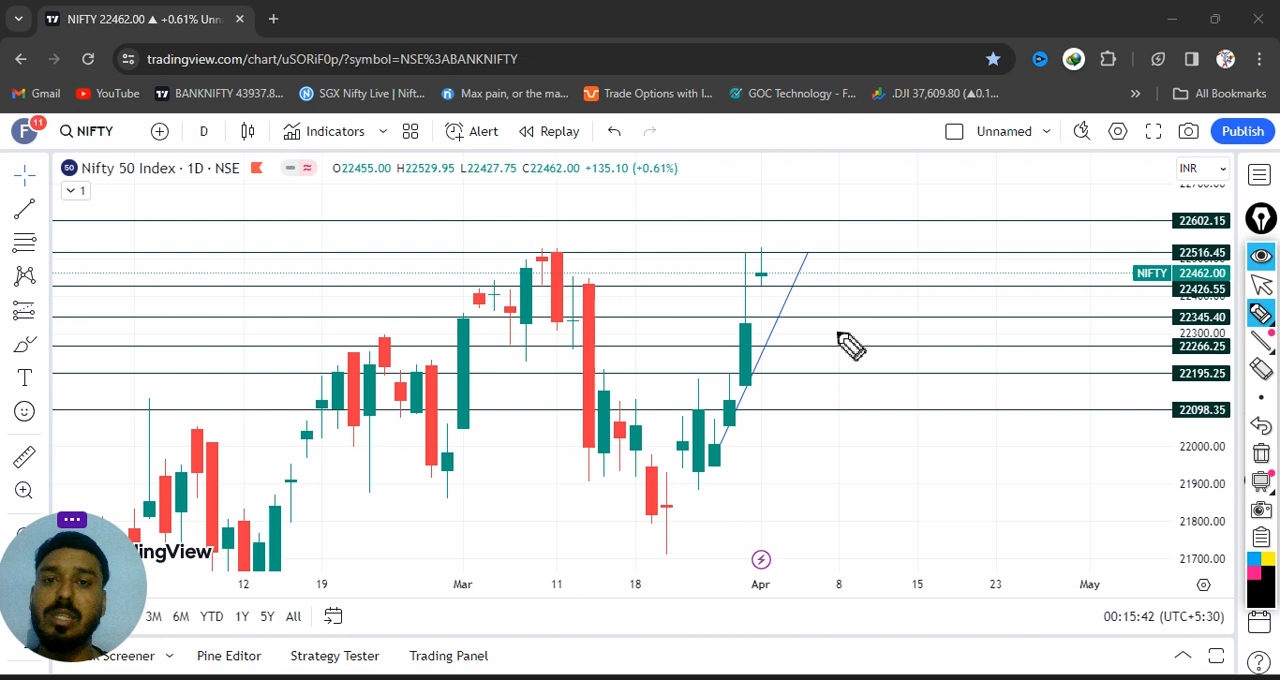 NIFTY 22462.00 ▲ +0.61% Unn
tradingview.com/chart/uSORiF0p/?symbol=NSE%3ABANKNIFTY
Gmail YouTube BANKNIFTY 43937.8... SGX Nifty Live | Nift... Max pain, or the ma... Trade Options with I... GOC Technology - F... .DJI 37,609.80 (▲0.1... » All Bookmarks
F 11 NIFTY D Indicators Alert Replay Unnamed Publish
50 Nifty 50 Index · 1D · NSE O22455.00 H22529.95 L22427.75 C22462.00 +135.10 (+0.61%) INR
1
22602.15
22516.45
NIFTY 22462.00
22426.55
22345.40
22300.00
22266.25
22195.25
22098.35
22000.00
21900.00
21800.00
dingView
21700.00
12 19 Mar 11 18 Apr 8 15 23 May
3M 6M YTD 1Y 5Y All 00:15:42 (UTC+5:30)
Screener Pine Editor Strategy Tester Trading Panel